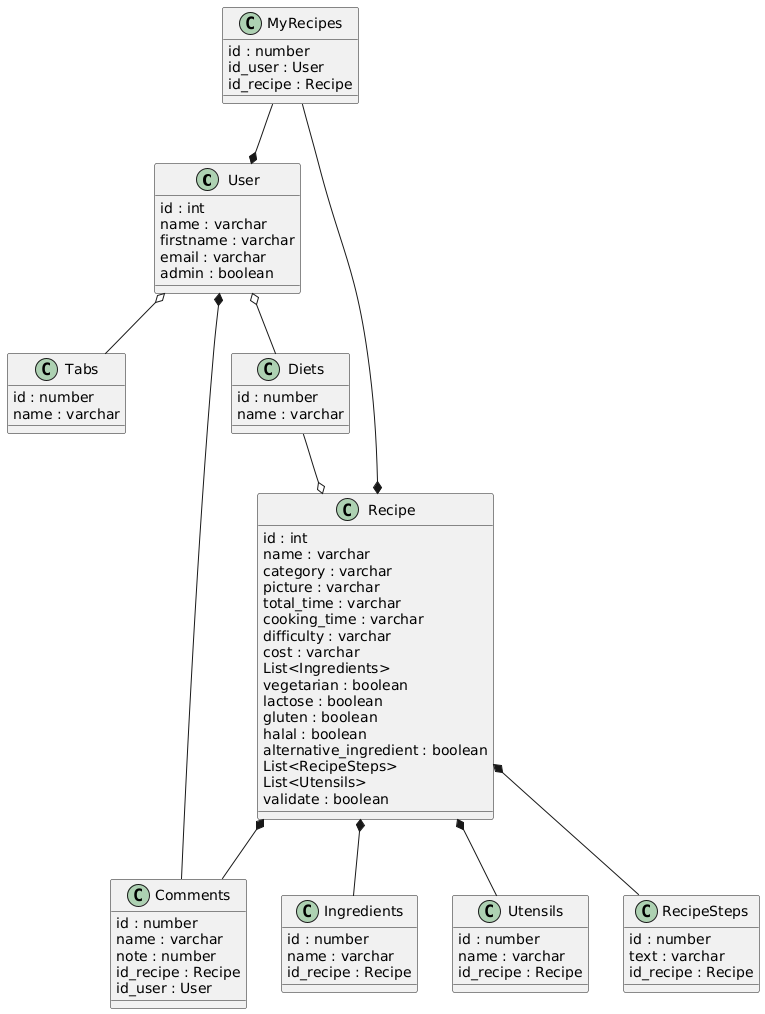 C MyRecipes
id : number
id_user : User
id_recipe : Recipe
C User
id : int
name : varchar
firstname : varchar
email : varchar
admin : boolean
C Tabs
id : number
name : varchar
C Diets
id : number
name : varchar
C Recipe
id : int
name : varchar
category : varchar
picture : varchar
total_time : varchar
cooking_time : varchar
difficulty : varchar
cost : varchar
List<Ingredients>
vegetarian : boolean
lactose : boolean
gluten : boolean
halal : boolean
alternative_ingredient : boolean
List<RecipeSteps>
List<Utensils>
validate : boolean
C Comments
id : number
name : varchar
note : number
id_recipe : Recipe
id_user : User
C Ingredients
id : number
name : varchar
id_recipe : Recipe
C Utensils
id : number
name : varchar
id_recipe : Recipe
C RecipeSteps
id : number
text : varchar
id_recipe : Recipe